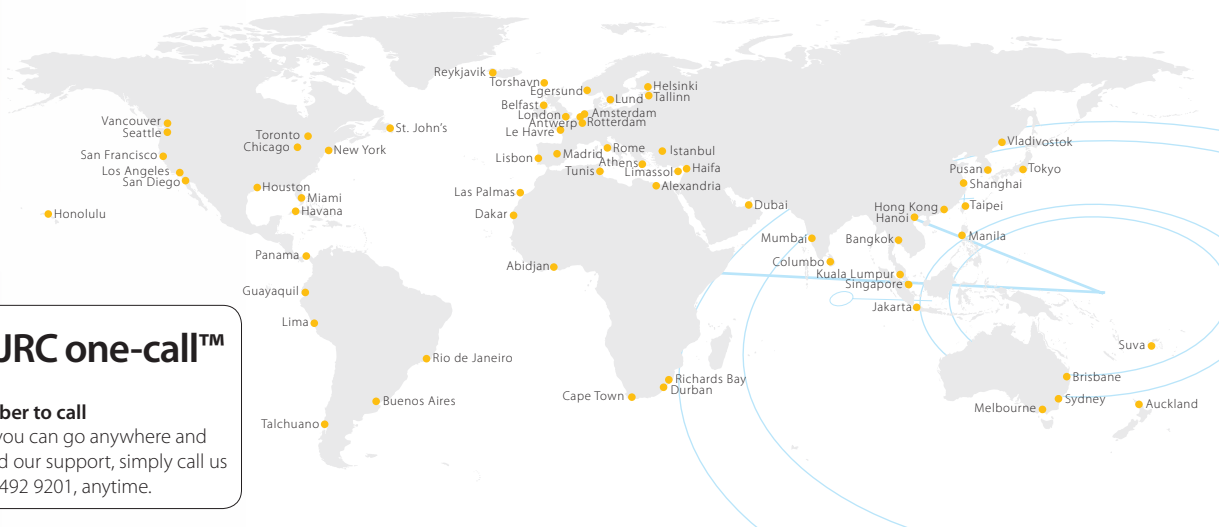 Reykjavik
Torshavn
Egersund
Helsinki
Tallinn
Lund
Belfast
London
Amsterdam
Antwerp
Rotterdam
Le Havre
Vancouver
Seattle
Toronto
Chicago
St. John's
New York
San Francisco
Los Angeles
San Diego
Lisbon
Madrid
Rome
Istanbul
Athens
Tunis
Limassol
Haifa
Alexandria
Houston
Miami
Havana
Honolulu
Las Palmas
Dakar
Dubai
Vladivostok
Pusan
Tokyo
Shanghai
Hong Kong
Taipei
Hanoi
Mumbai
Bangkok
Manila
Panama
Abidjan
Columbo
Kuala Lumpur
Singapore
Guayaquil
Jakarta
Lima
Suva
Rio de Janeiro
Richards Bay
Durban
Cape Town
Brisbane
Buenos Aires
Sydney
Melbourne
Auckland
Talchuano
JRC one-call™
ber to call
you can go anywhere and
d our support, simply call us
492 9201, anytime.